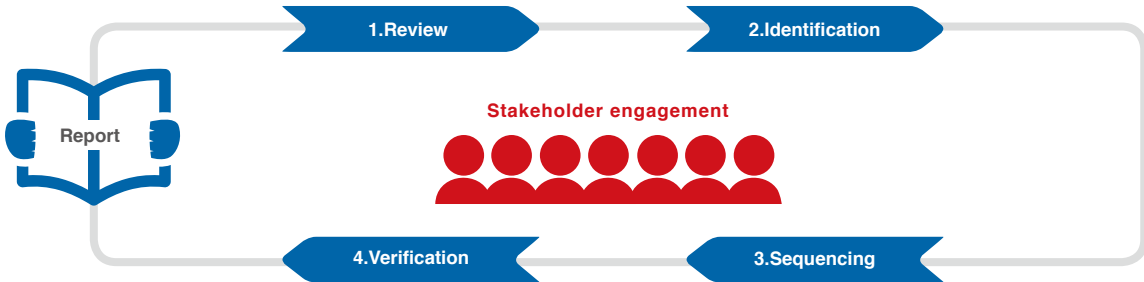 1.Review
2.Identification
Stakeholder engagement
Report
4.Verification
3.Sequencing